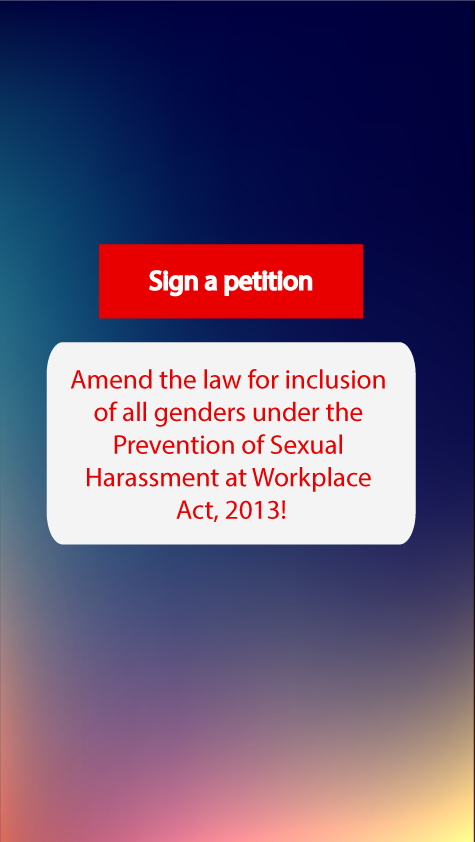 Sign a petition
Amend the law for inclusion
of all genders under the
Prevention of Sexual
Harassment at Workplace
Act, 2013!